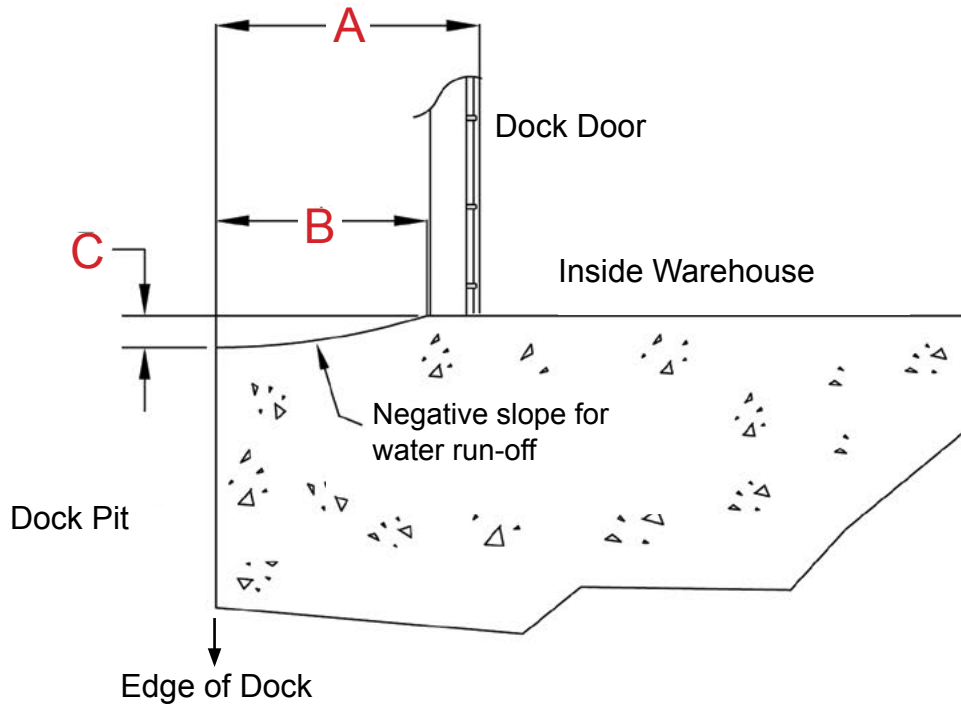 A
Dock Door
B
C
Inside Warehouse
Negative slope for
water run-off
Dock Pit
Edge of Dock